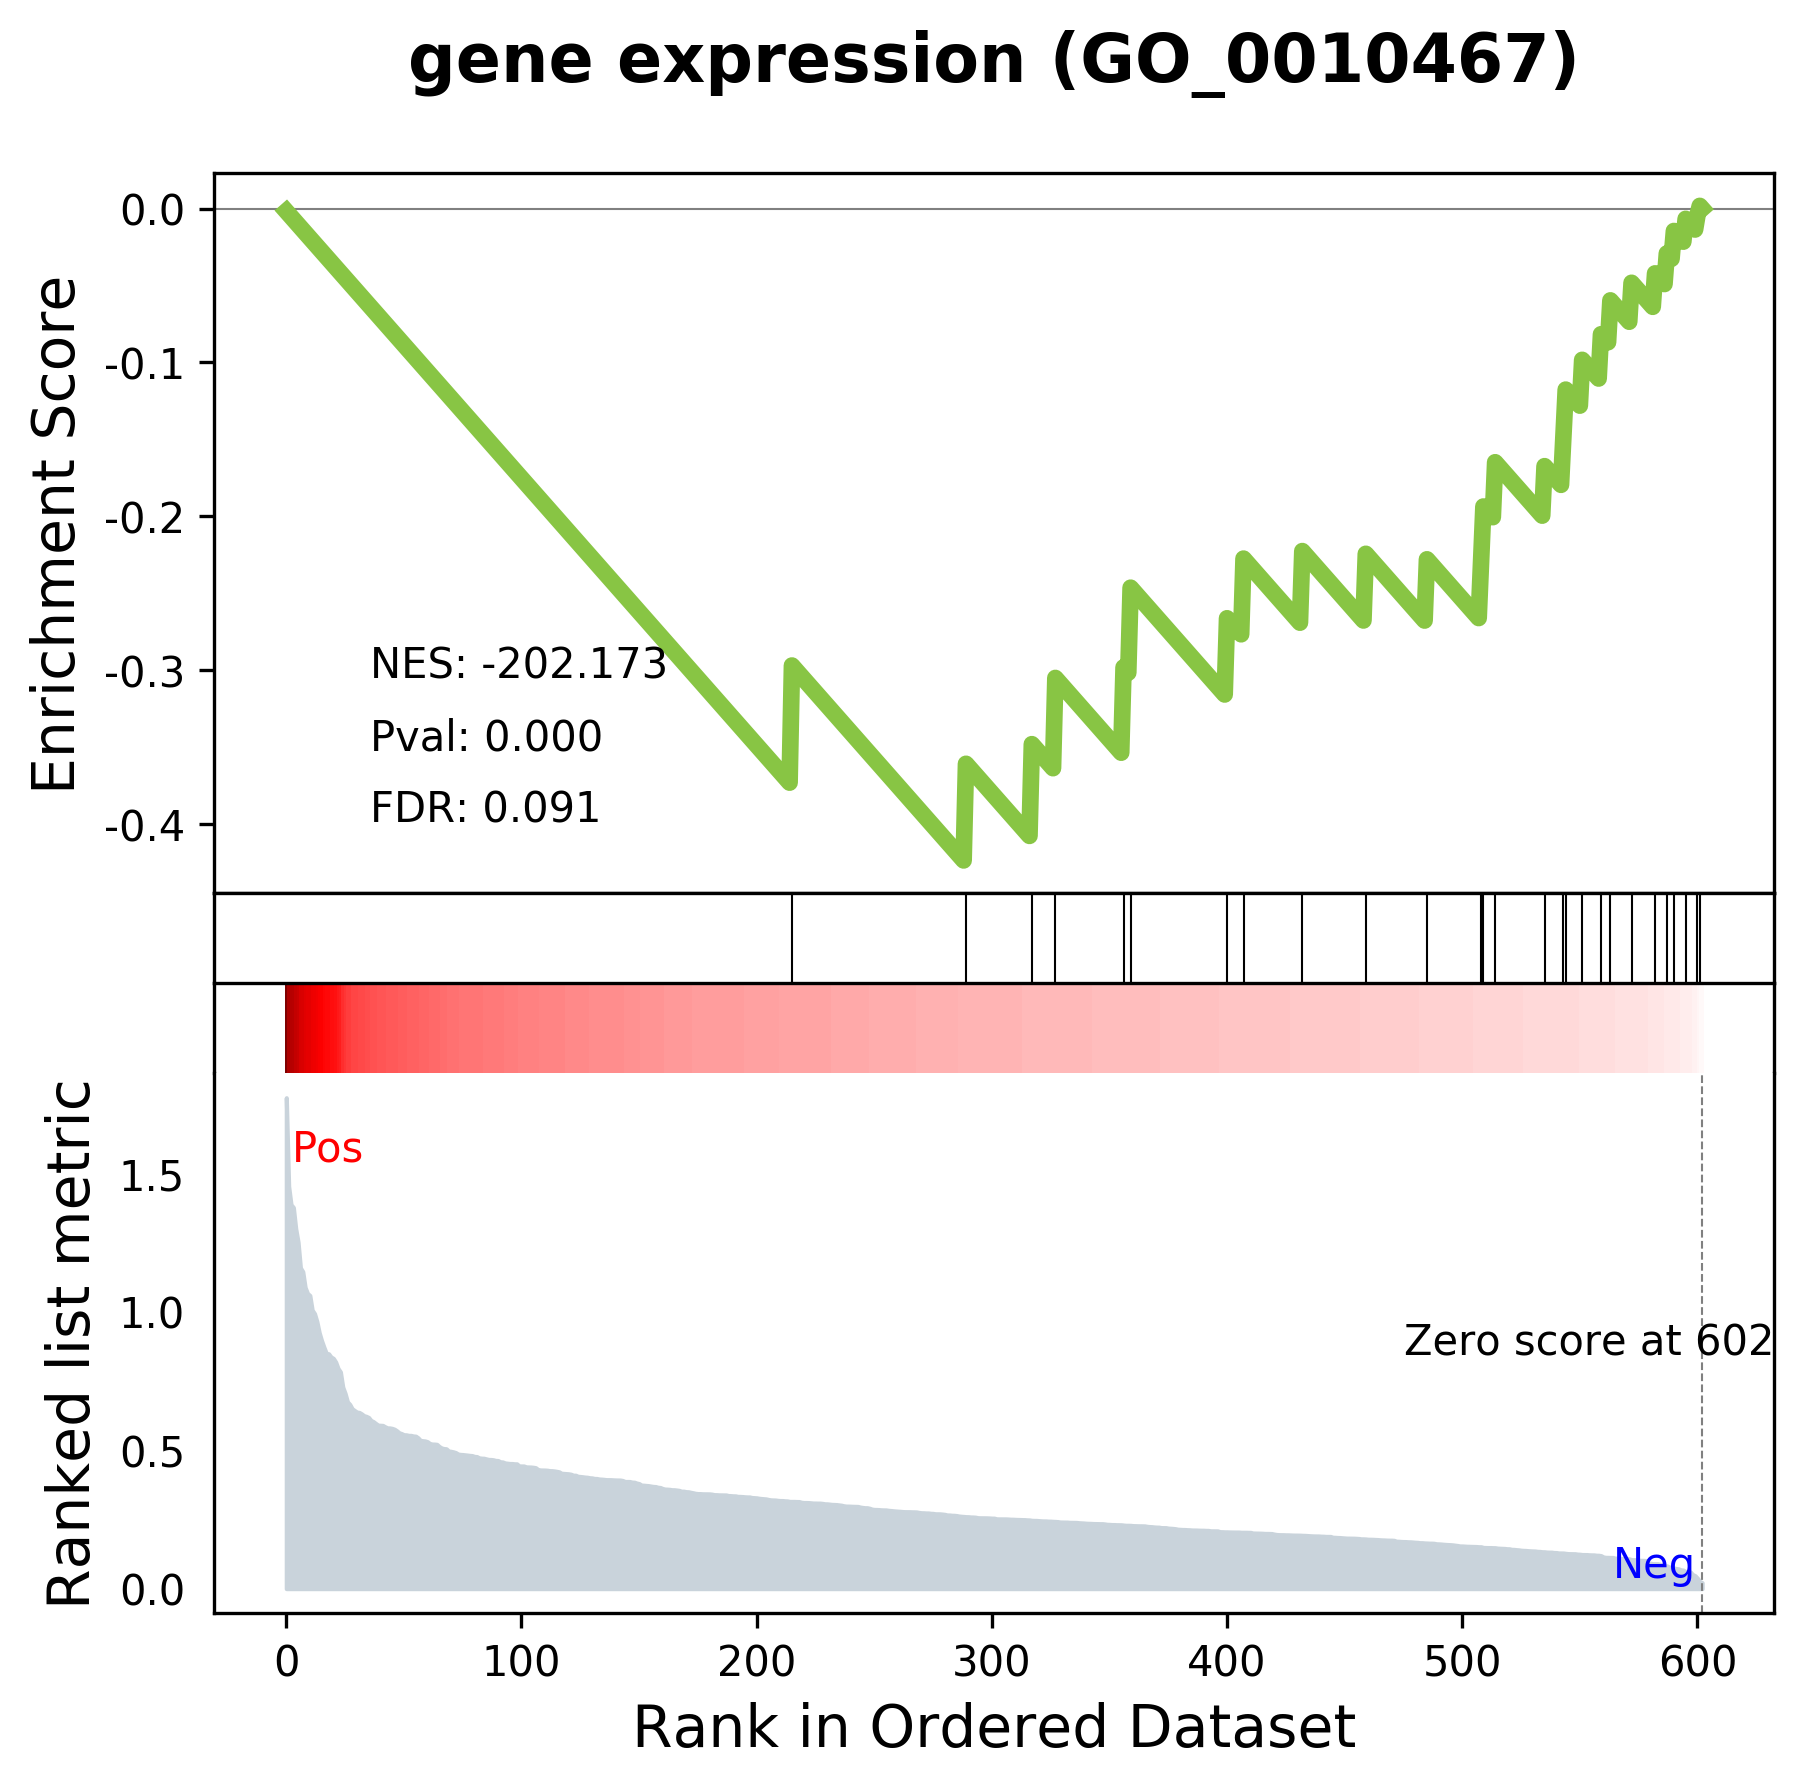 gene expression (GO_0010467)
Enrichment Score
0.0
-0.1
-0.2
-0.3
-0.4
NES: -202.173
Pval: 0.000
FDR: 0.091
Ranked list metric
Pos
1.5
1.0
0.5
0.0
Zero score at 602
Neg
0 100 200 300 400 500 600
Rank in Ordered Dataset